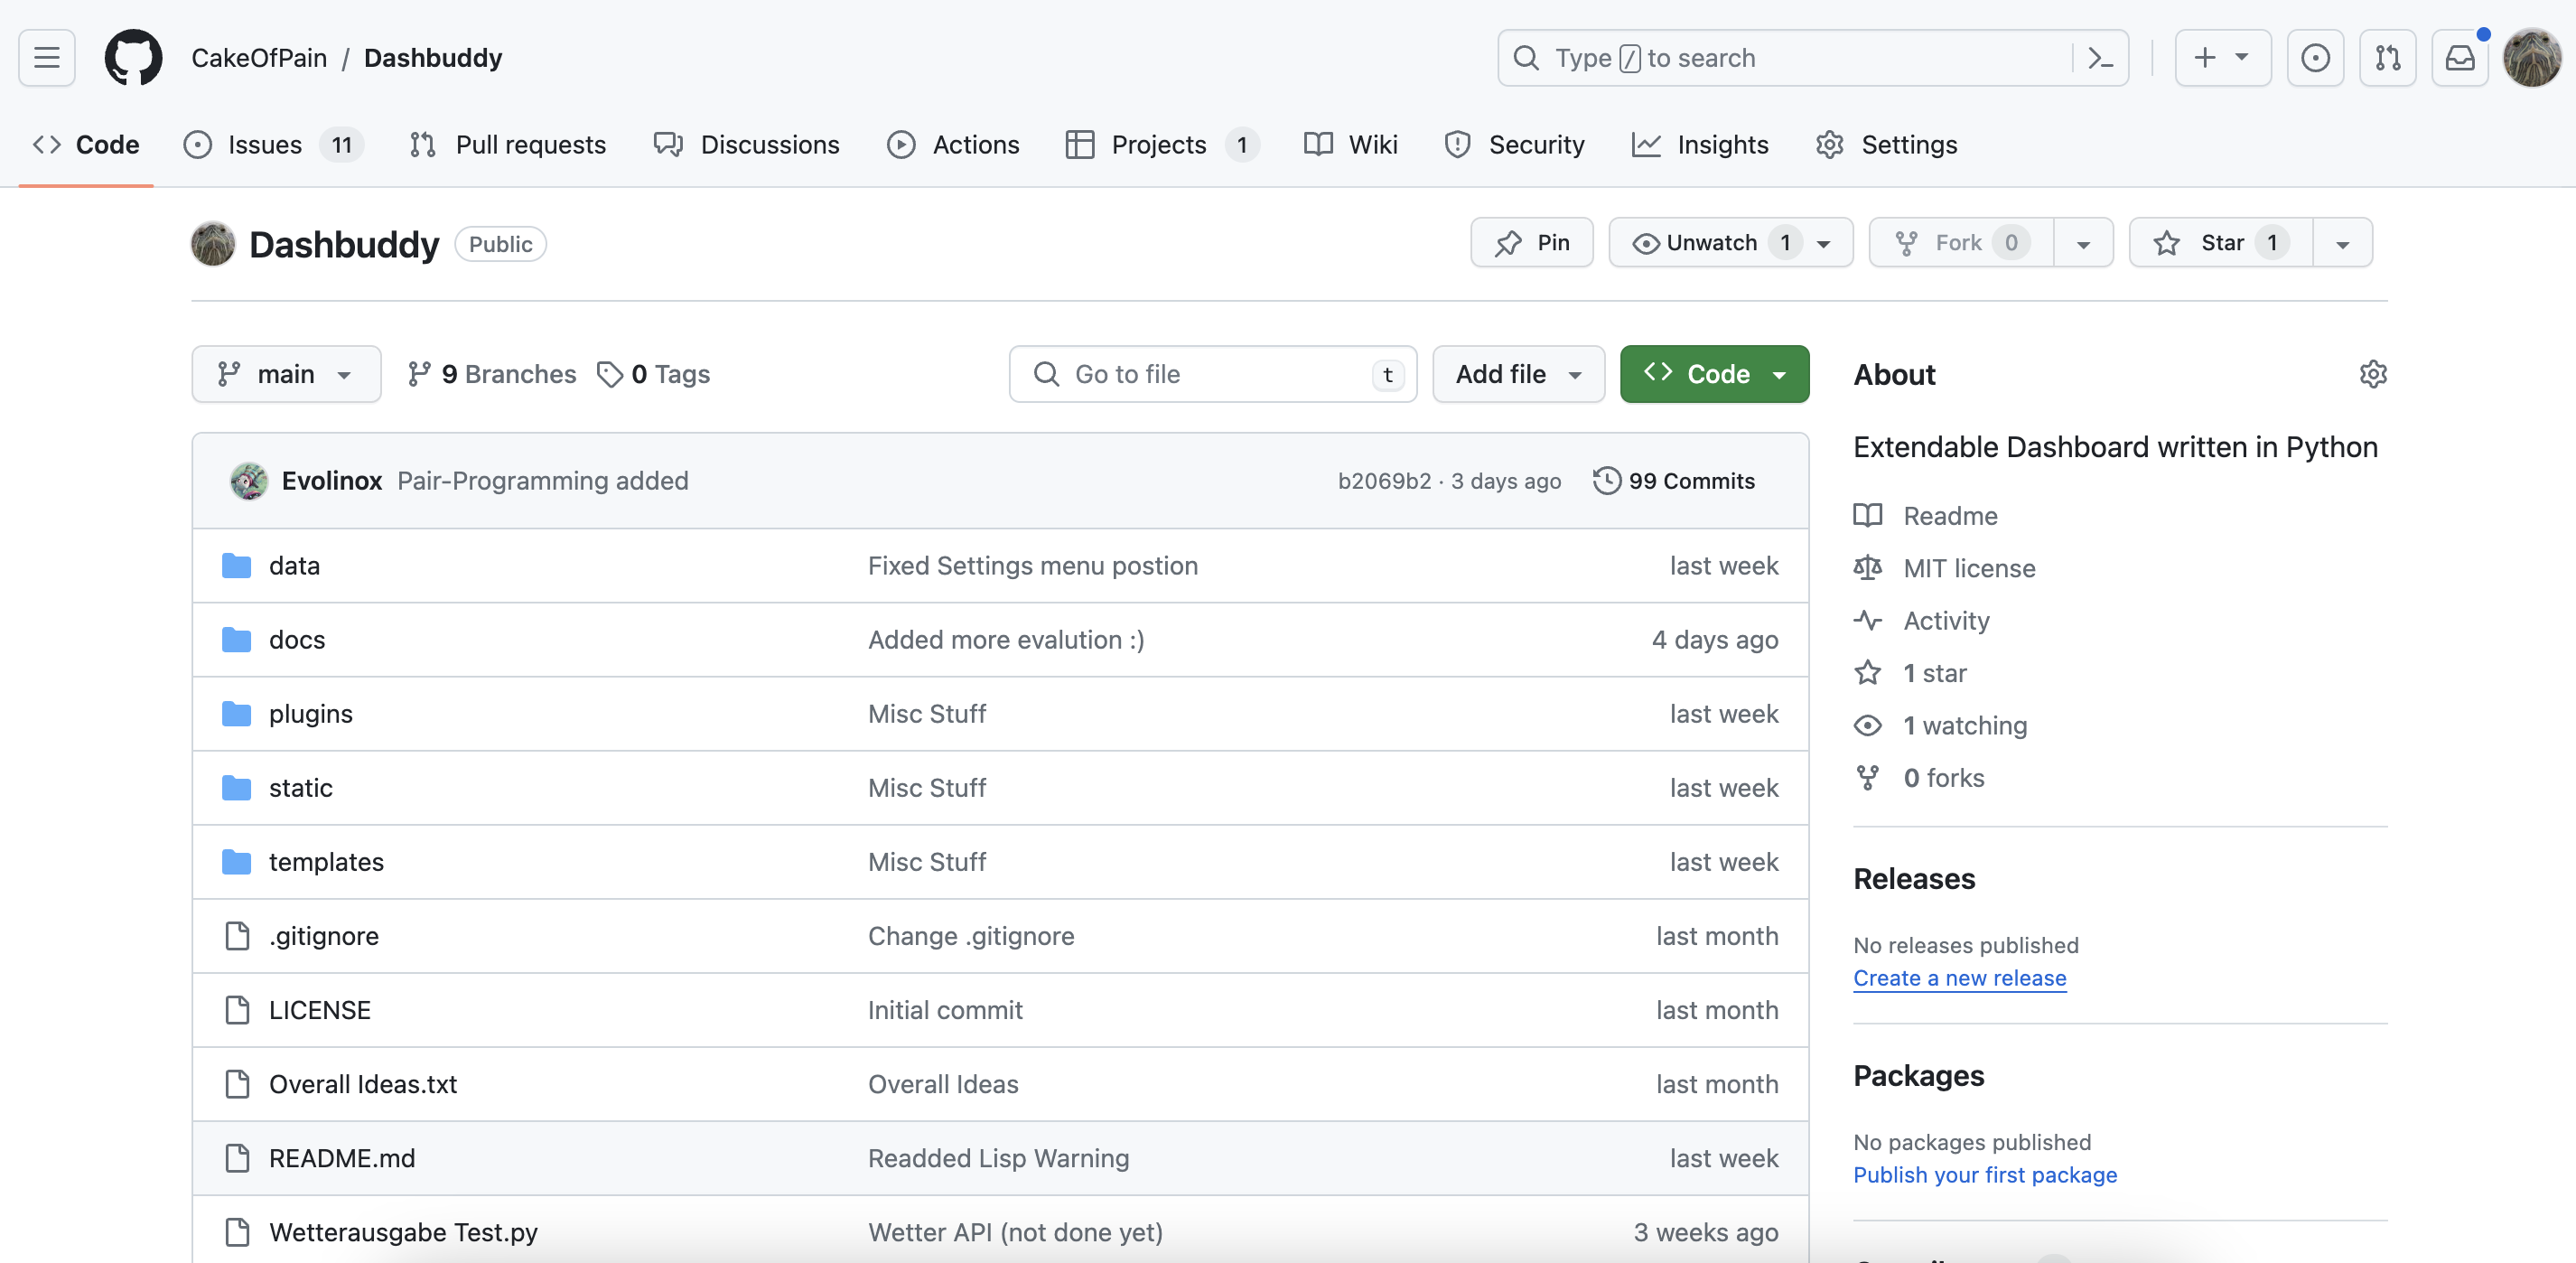 CakeOfPain / Dashbuddy
Type / to search
Code
Issues 11
Pull requests
Discussions
Actions
Projects 1
Wiki
Security
Insights
Settings
Dashbuddy Public
Pin
Unwatch 1
Fork 0
Star 1
main
9 Branches
0 Tags
Go to file t
Add file
Code
Evolinox Pair-Programming added b2069b2 · 3 days ago 99 Commits
data Fixed Settings menu postion last week
docs Added more evalution :) 4 days ago
plugins Misc Stuff last week
static Misc Stuff last week
templates Misc Stuff last week
.gitignore Change .gitignore last month
LICENSE Initial commit last month
Overall Ideas.txt Overall Ideas last month
README.md Readded Lisp Warning last week
Wetterausgabe Test.py Wetter API (not done yet) 3 weeks ago
About
Extendable Dashboard written in Python
Readme
MIT license
Activity
1 star
1 watching
0 forks
Releases
No releases published
Create a new release
Packages
No packages published
Publish your first package